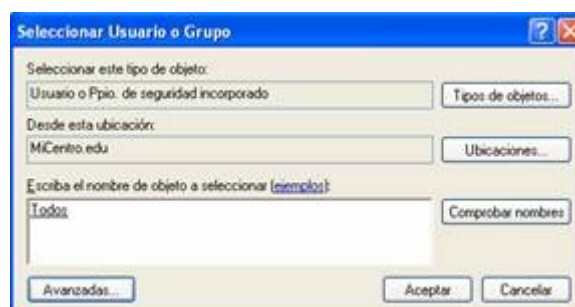 Seleccionar Usuario o Grupo
Seleccionar este tipo de objeto:
Usuario o Ppio. de seguridad incorporado
Tipos de objetos...
Desde esta ubicación:
MiCentro.edu
Ubicaciones...
Escriba el nombre de objeto a seleccionar (ejemplos):
Todos
Comprobar nombres
Avanzadas...
Aceptar
Cancelar